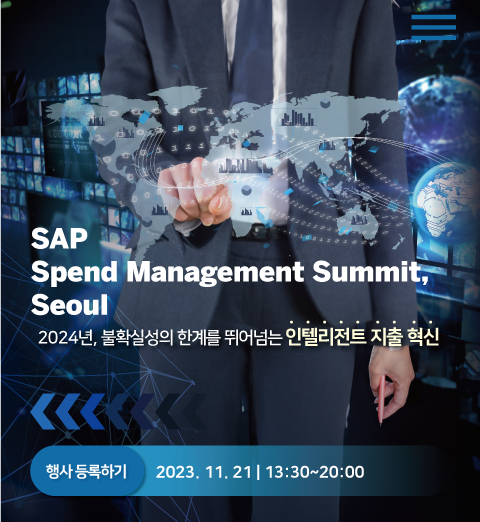 SAP
Spend Management Summit,
Seoul
2024년, 불확실성의 한계를 뛰어넘는 인텔리전트 지출 혁신
행사 등록하기 2023. 11. 21 | 13:30~20:00